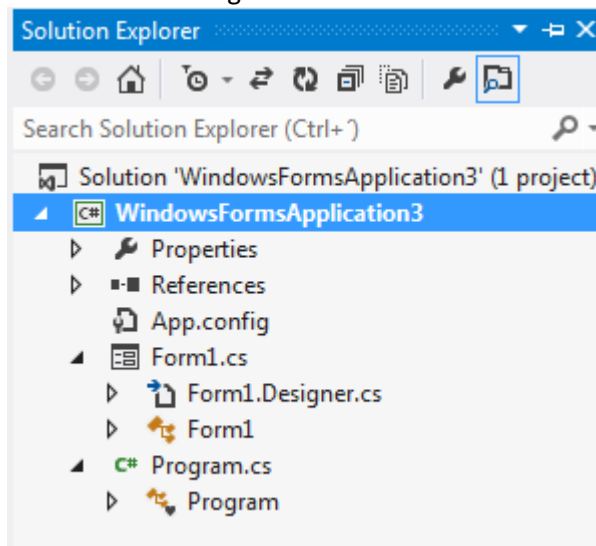 Solution Explorer
Search Solution Explorer (Ctrl+´)
Solution 'WindowsFormsApplication3' (1 project)
C# WindowsFormsApplication3
Properties
References
App.config
Form1.cs
Form1.Designer.cs
Form1
C# Program.cs
Program